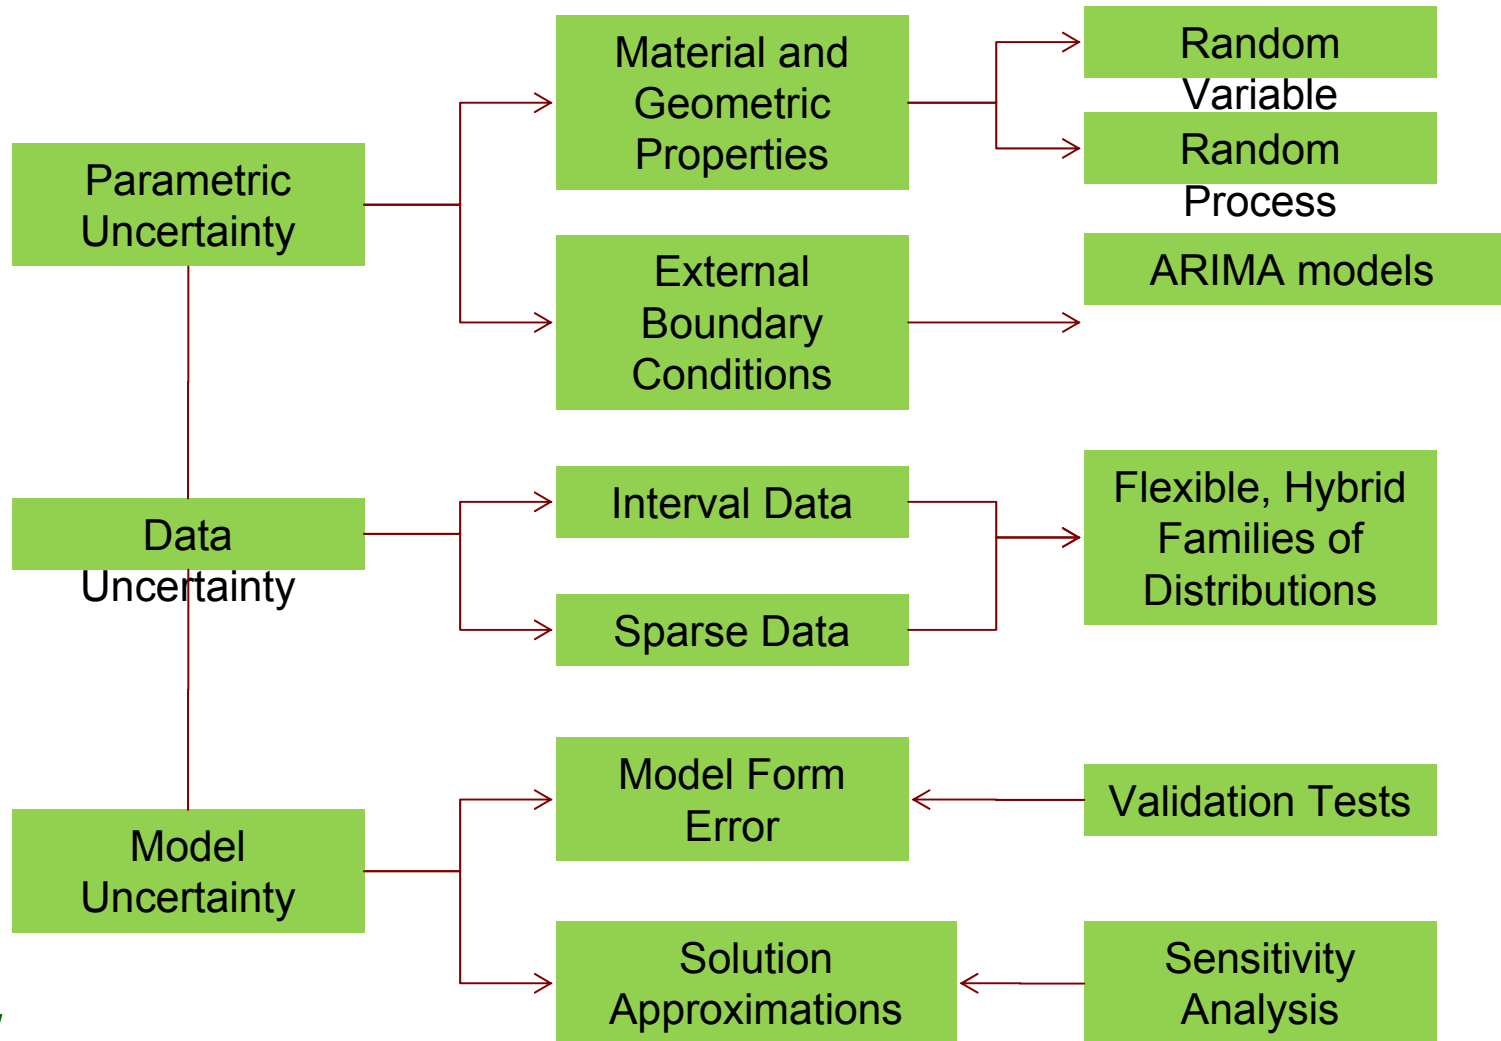 Parametric
Uncertainty
Material and
Geometric
Properties
Random
Variable
Random
Process
External
Boundary
Conditions
ARIMA models
Data
Uncertainty
Interval Data
Sparse Data
Flexible, Hybrid
Families of
Distributions
Model
Uncertainty
Model Form
Error
Validation Tests
Solution
Approximations
Sensitivity
Analysis